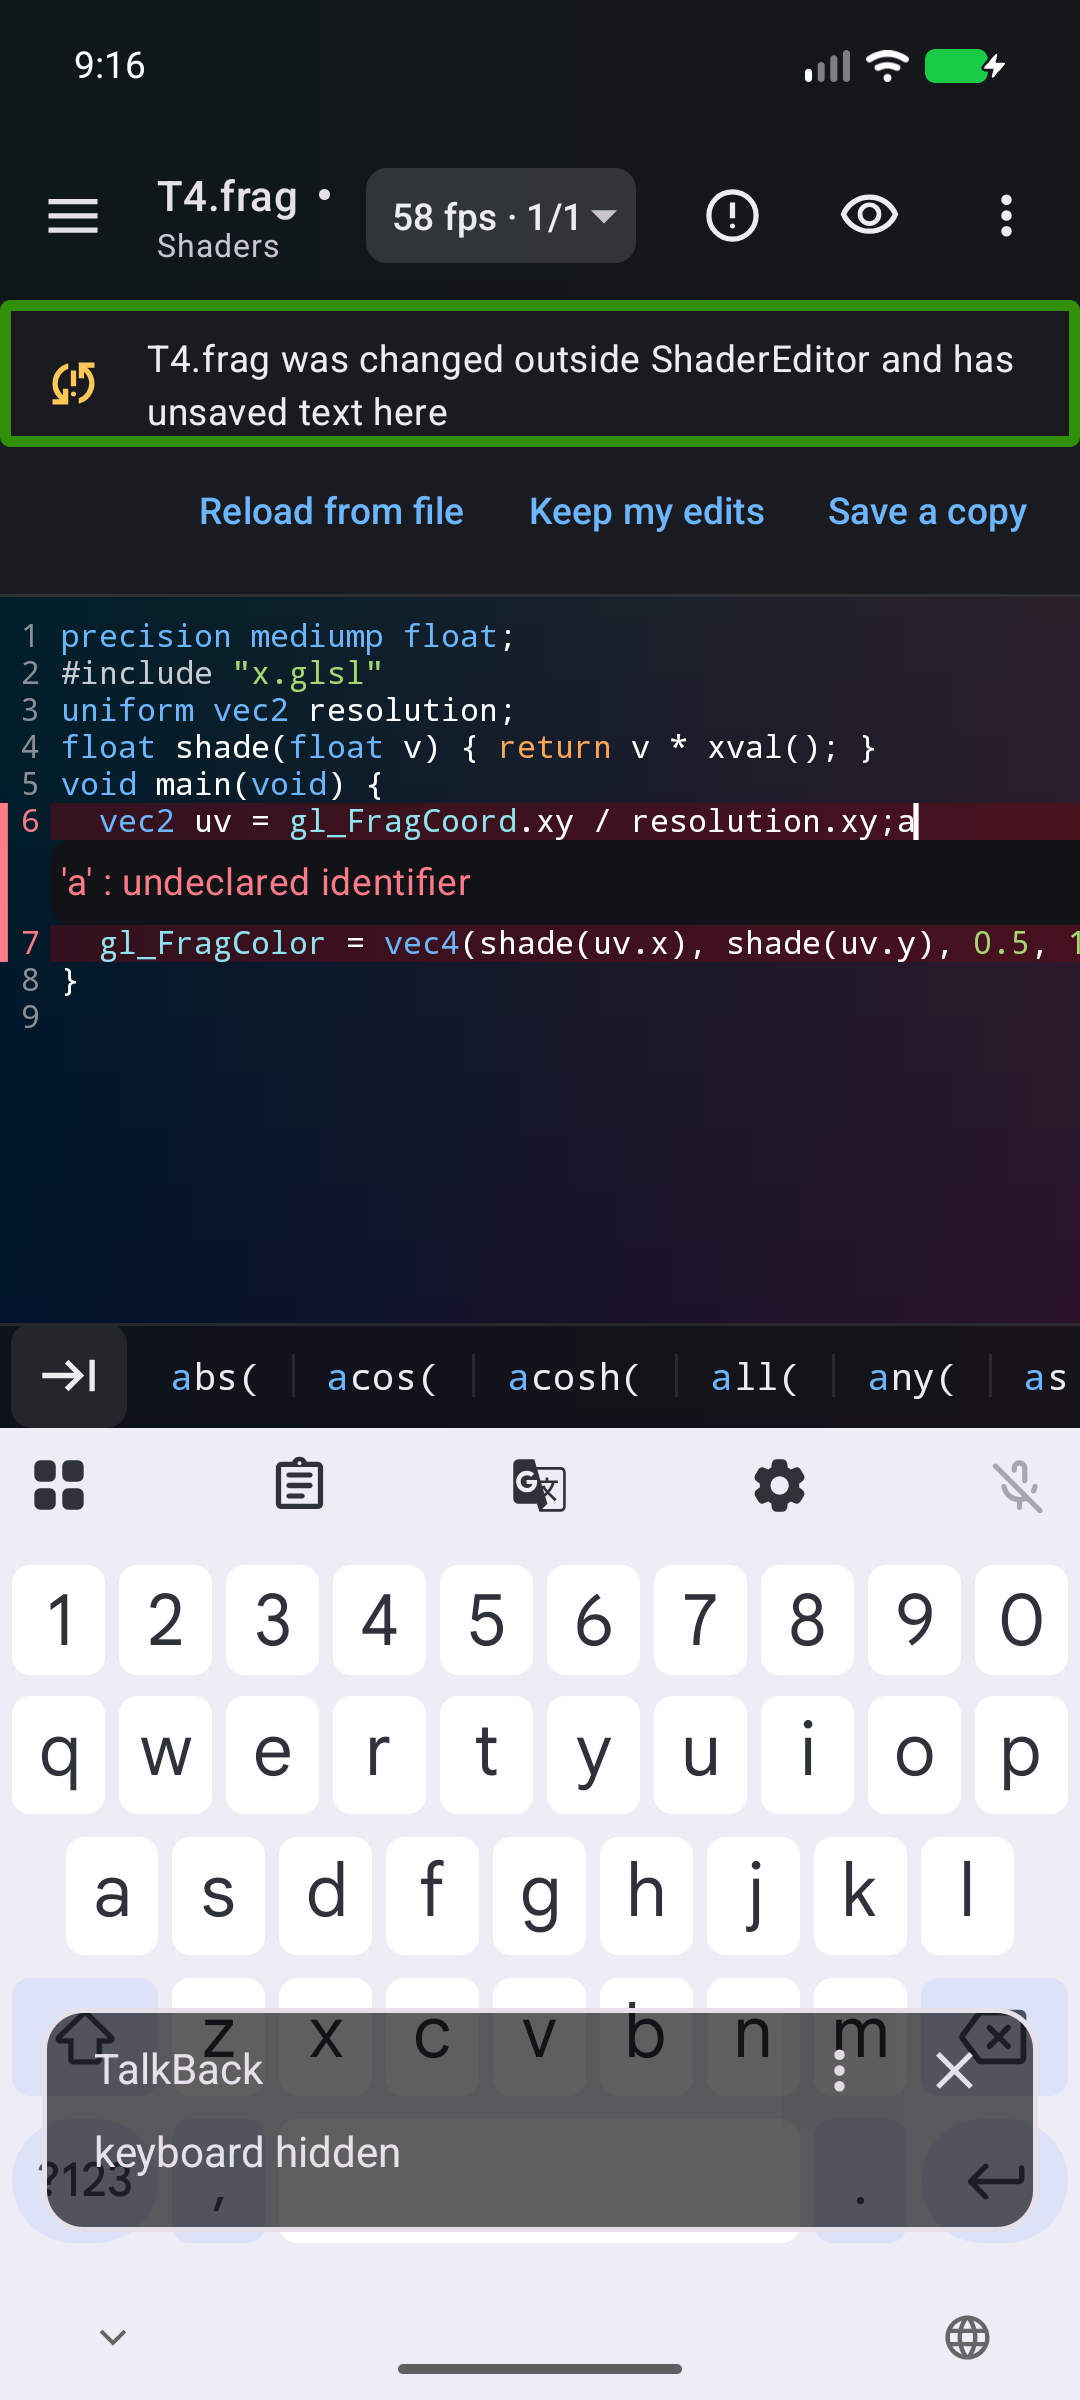 9:16
T4.frag •
58 fps · 1/1
Shaders
T4.frag was changed outside ShaderEditor and has
unsaved text here
Reload from file Keep my edits Save a copy
1 precision mediump float;
2 #include "x.glsl"
3 uniform vec2 resolution;
4 float shade(float v) { return v * xval(); }
5 void main(void) {
6 vec2 uv = gl_FragCoord.xy / resolution.xy;a
'a' : undeclared identifier
7 gl_FragColor = vec4(shade(uv.x), shade(uv.y), 0.5, 1
8 }
9
abs( acos( acosh( all( any( as
1 2 3 4 5 6 7 8 9 0
q w e r t y u i o p
a s d f g h j k l
z x c v b n m
TalkBack
keyboard hidden
?123 , .